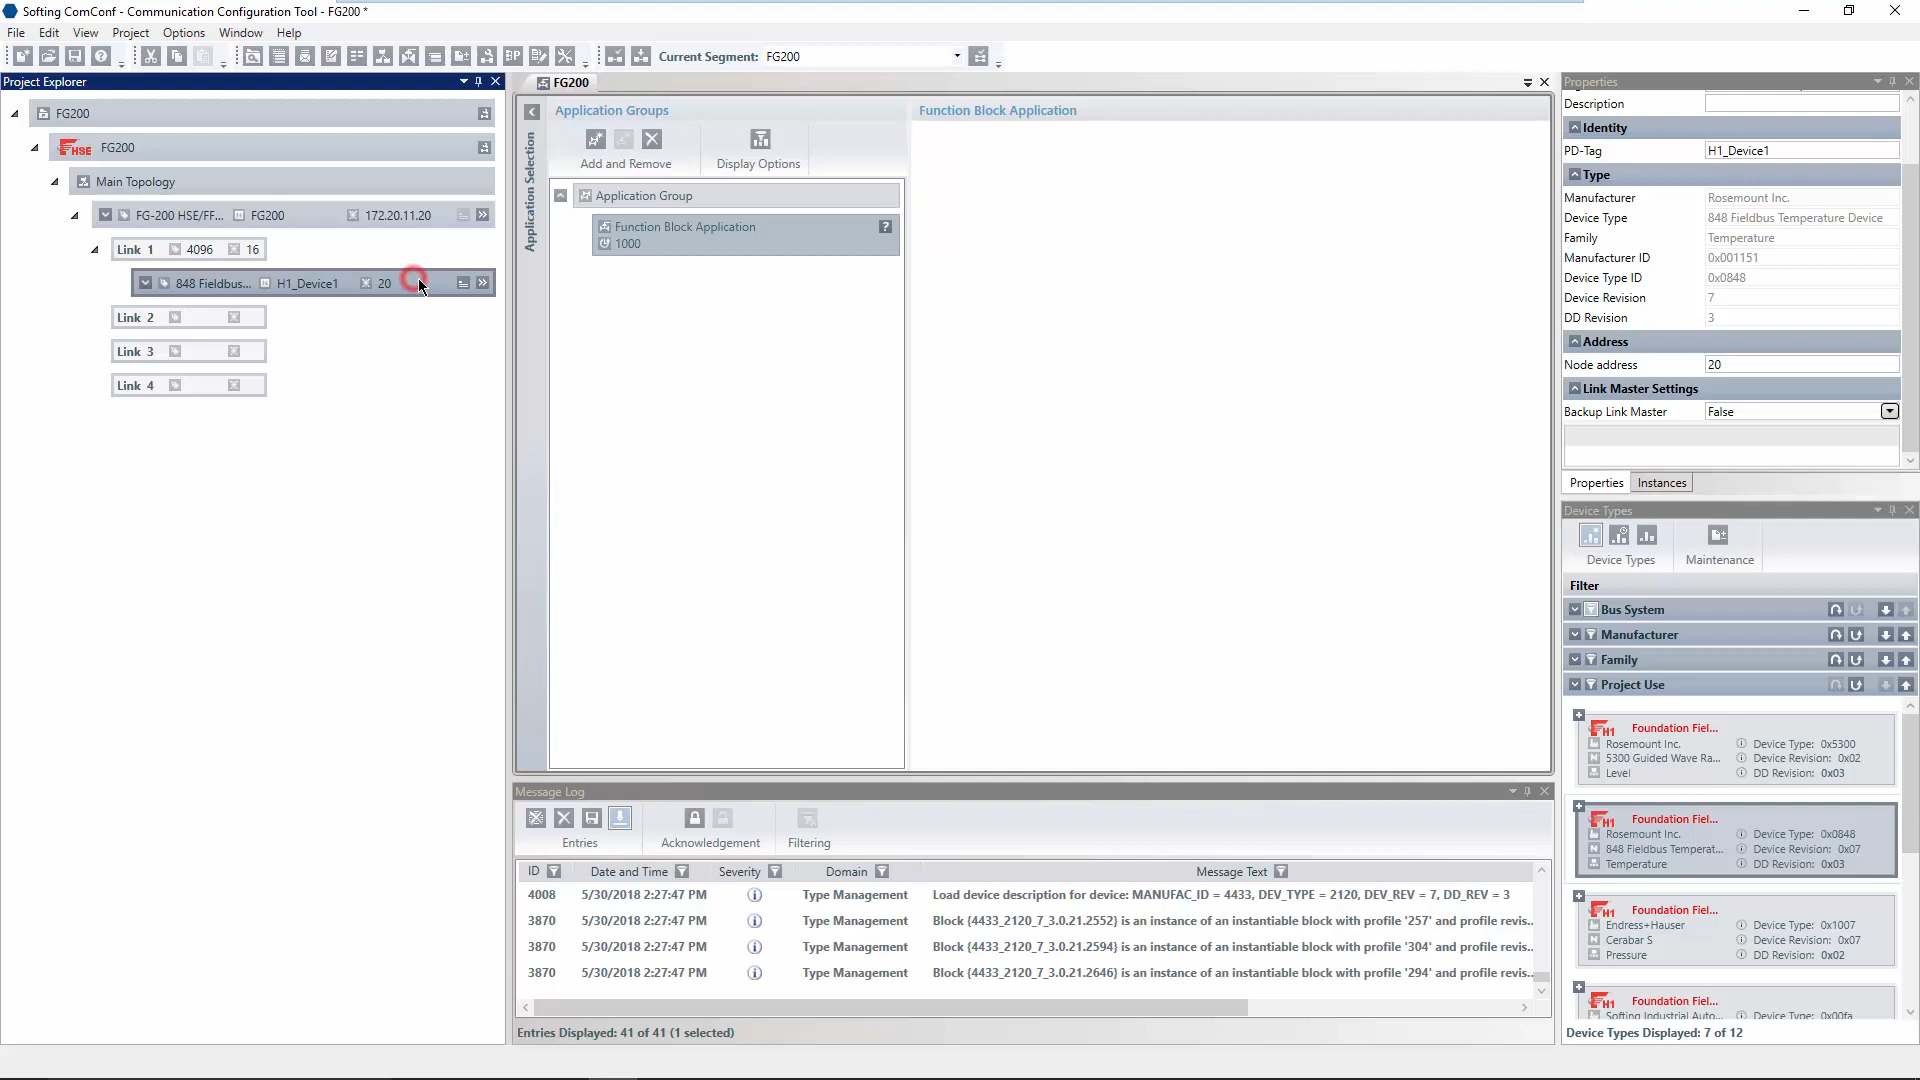 Softing ComConf - Communication Configuration Tool - FG200 *
File Edit View Project Options Window Help
Current Segment: FG200
Project Explorer
FG200
HSE FG200
Main Topology
FG-200 HSE/FF... FG200 172.20.11.20
Link 1 4096 16
848 Fieldbus... H1_Device1 20
Link 2
Link 3
Link 4
FG200
Application Selection
Application Groups
Add and Remove Display Options
Application Group
Function Block Application ?
1000
Function Block Application
Message Log
Entries Acknowledgement Filtering
ID Date and Time Severity Domain Message Text
4008 5/30/2018 2:27:47 PM Type Management Load device description for device: MANUFAC_ID = 4433, DEV_TYPE = 2120, DEV_REV = 7, DD_REV = 3
3870 5/30/2018 2:27:47 PM Type Management Block {4433_2120_7_3.0.21.2552} is an instance of an instantiable block with profile '257' and profile revis...
3870 5/30/2018 2:27:47 PM Type Management Block {4433_2120_7_3.0.21.2594} is an instance of an instantiable block with profile '304' and profile revis...
3870 5/30/2018 2:27:47 PM Type Management Block {4433_2120_7_3.0.21.2646} is an instance of an instantiable block with profile '294' and profile revis...
Entries Displayed: 41 of 41 (1 selected)
Properties
Description
Identity
PD-Tag H1_Device1
Type
Manufacturer Rosemount Inc.
Device Type 848 Fieldbus Temperature Device
Family Temperature
Manufacturer ID 0x001151
Device Type ID 0x0848
Device Revision 7
DD Revision 3
Address
Node address 20
Link Master Settings
Backup Link Master False
Properties Instances
Device Types
Device Types Maintenance
Filter
Bus System
Manufacturer
Family
Project Use
H1 Foundation Fiel...
Rosemount Inc. Device Type: 0x5300
5300 Guided Wave Ra... Device Revision: 0x02
Level DD Revision: 0x03
H1 Foundation Fiel...
Rosemount Inc. Device Type: 0x0848
848 Fieldbus Temperat... Device Revision: 0x07
Temperature DD Revision: 0x03
H1 Foundation Fiel...
Endress+Hauser Device Type: 0x1007
Cerabar S Device Revision: 0x07
Pressure DD Revision: 0x02
H1 Foundation Fiel...
Softing Industrial Auto... Device Type: 0x00fa
Device Types Displayed: 7 of 12